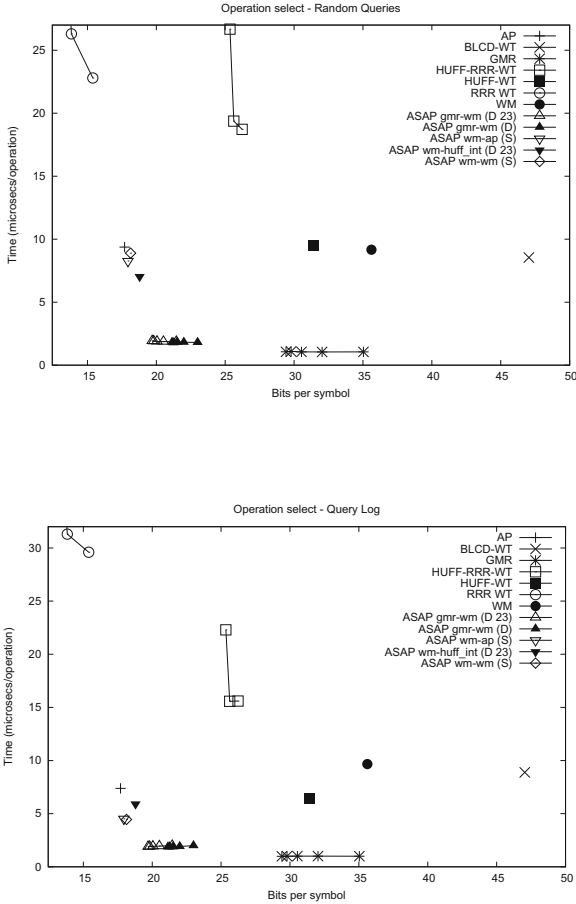 Operation select - Random Queries
25
20
15
10
5
0
Time (microsecs/operation)
AP
BLCD-WT
GMR
HUFF-RRR-WT
HUFF-WT
RRR WT
WM
ASAP gmr-wm (D 23)
ASAP gmr-wm (D)
ASAP wm-ap (S)
ASAP wm-huff_int (D 23)
ASAP wm-wm (S)
15 20 25 30 35 40 45 50
Bits per symbol
Operation select - Query Log
30
25
20
15
10
5
0
Time (microsecs/operation)
AP
BLCD-WT
GMR
HUFF-RRR-WT
HUFF-WT
RRR WT
WM
ASAP gmr-wm (D 23)
ASAP gmr-wm (D)
ASAP wm-ap (S)
ASAP wm-huff_int (D 23)
ASAP wm-wm (S)
15 20 25 30 35 40 45 50
Bits per symbol